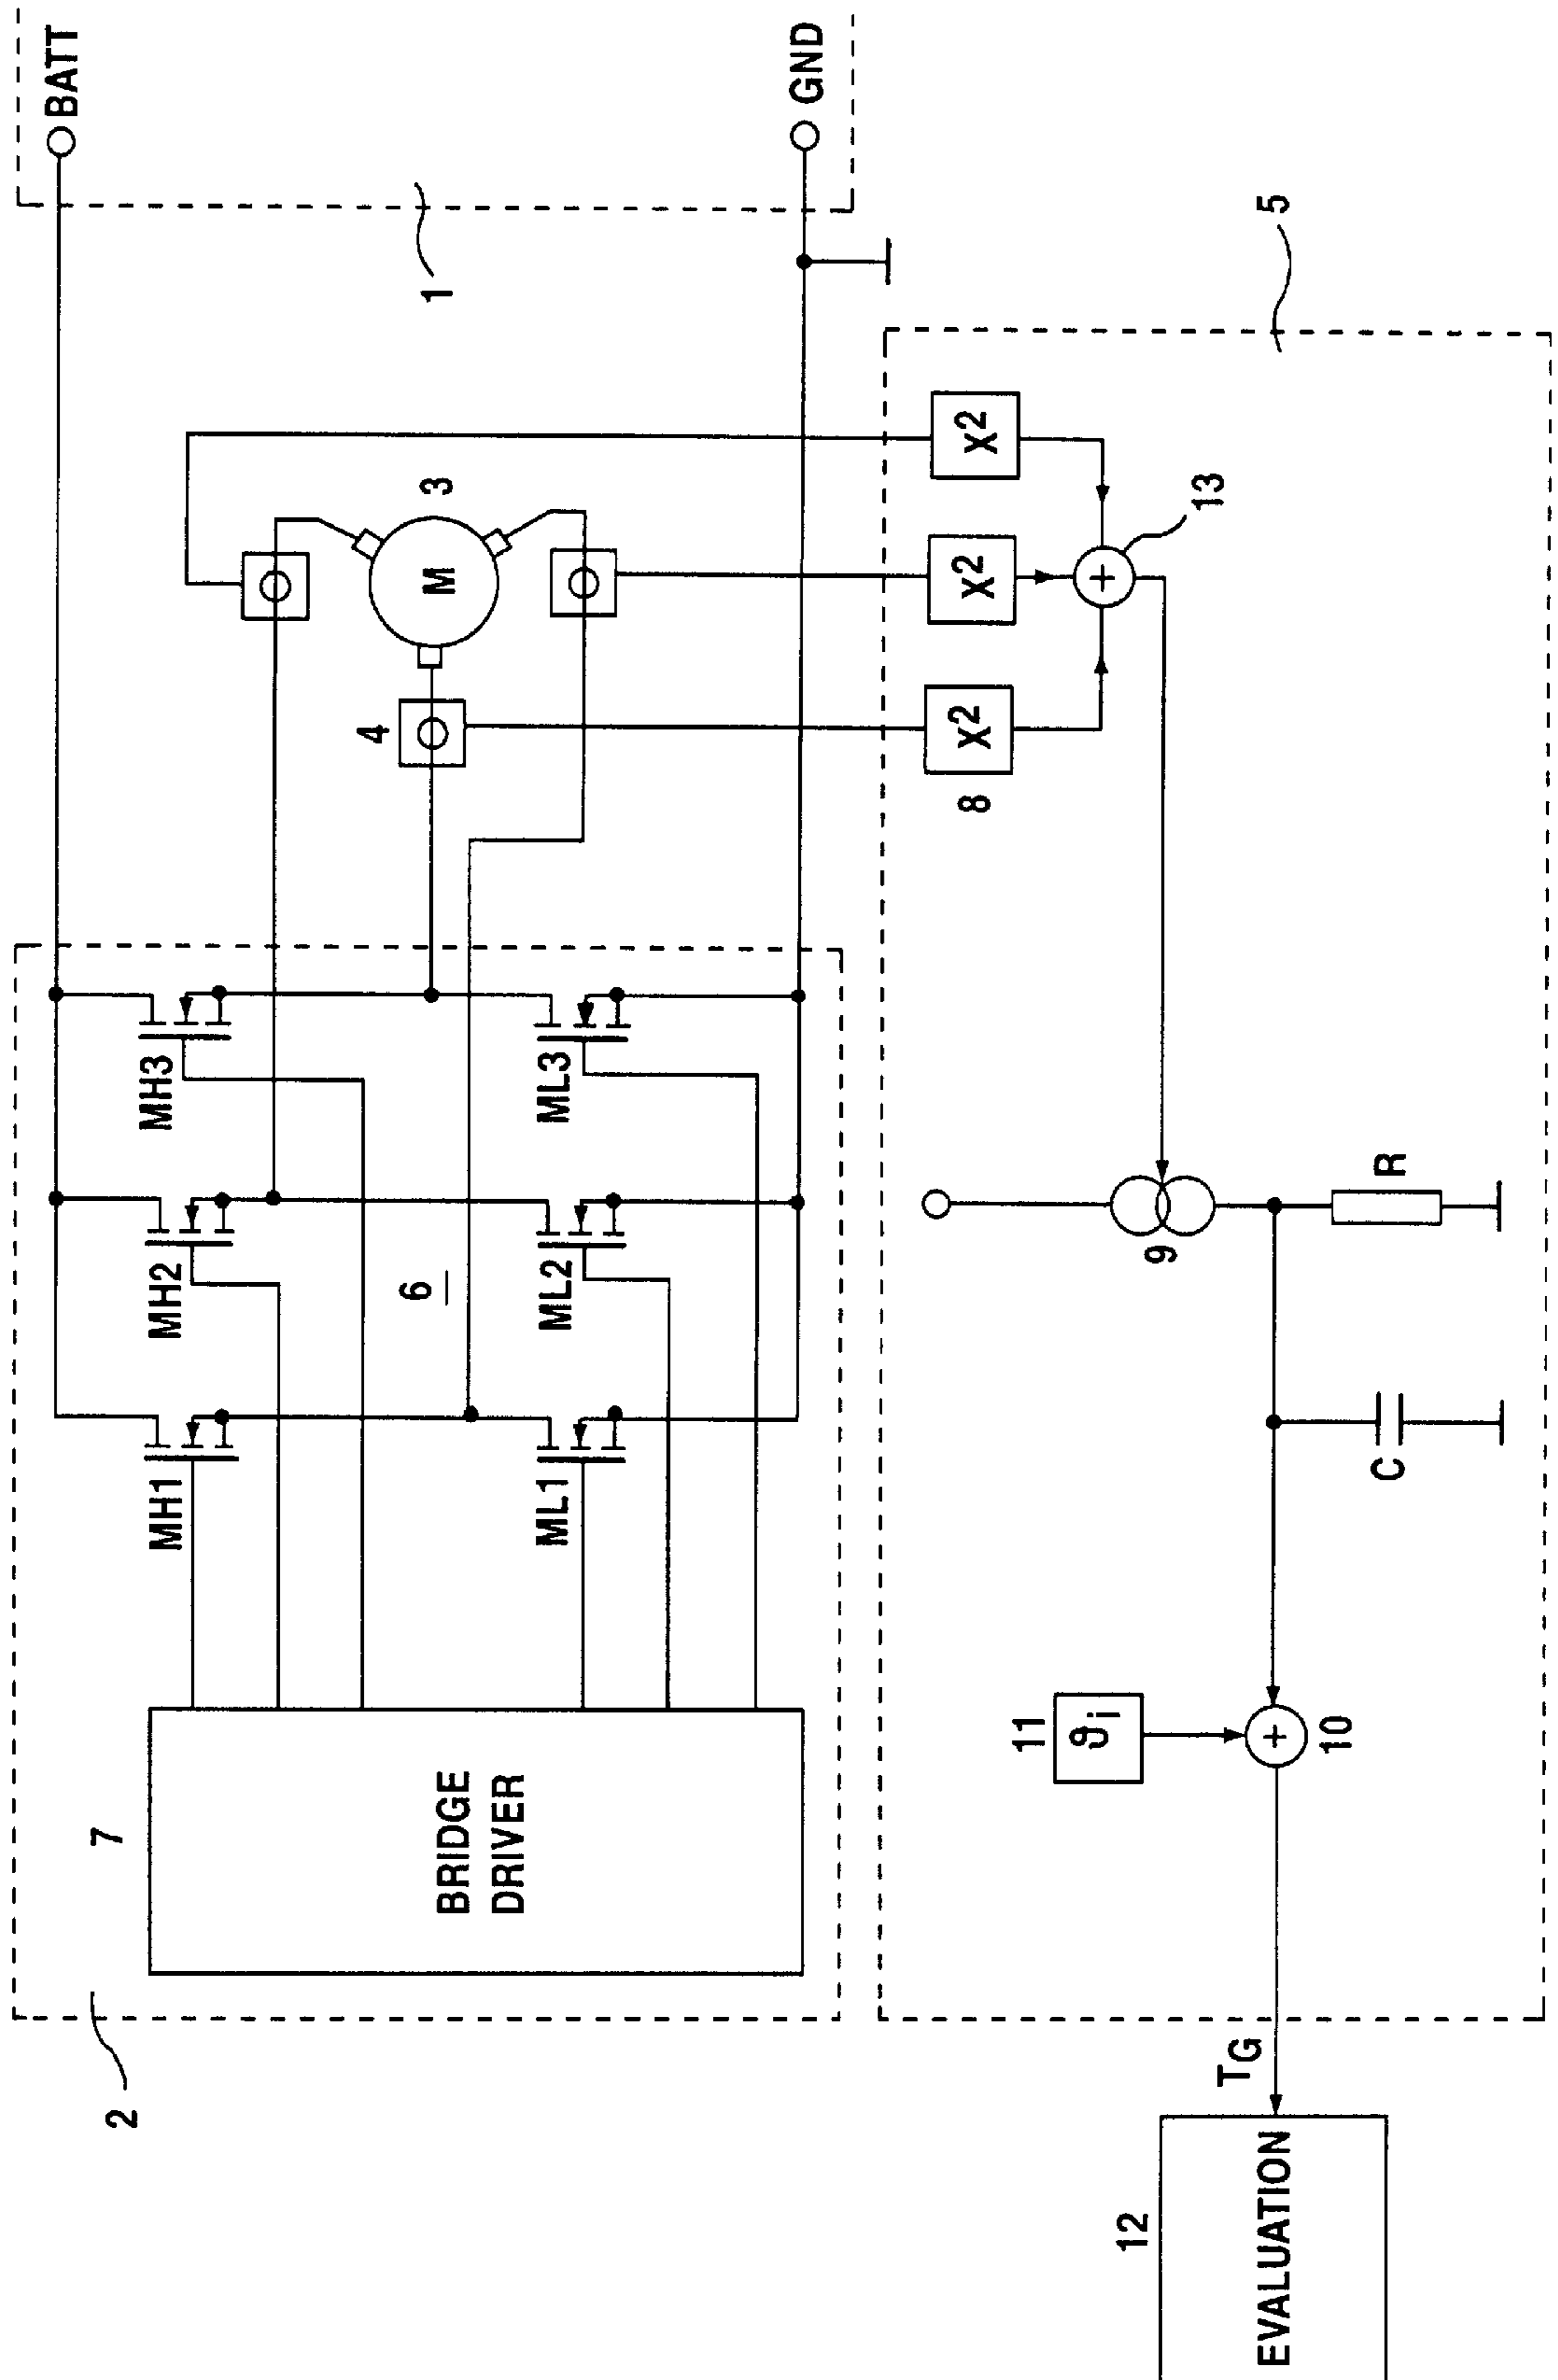 BATT
GND
1
5
3
M
4
X²
X²
X²
8
13
MH3
ML3
MH2
6
ML2
MH1
ML1
9
R
C
7
BRIDGE
DRIVER
11
ϑi
10
2
TG
12
EVALUATION